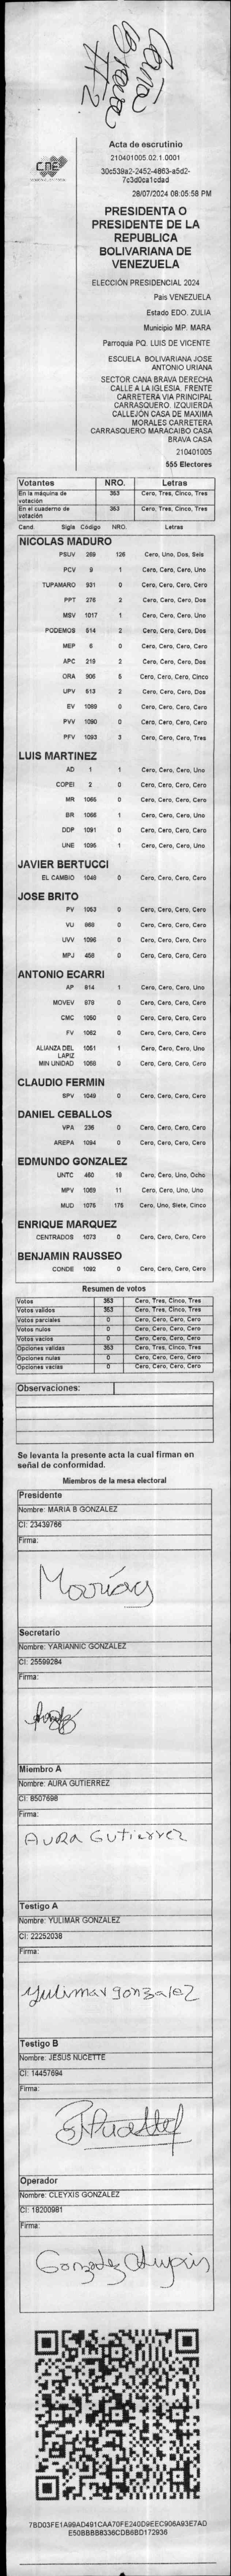 Caña
Brava
#2
CNE
Acta de escrutinio
210401005.02.1.0001
30c539a2-2452-4863-a5d2-
7c3d0ca1cdad
28/07/2024 08:05:58 PM
PRESIDENTA O
PRESIDENTE DE LA
REPUBLICA
BOLIVARIANA DE
VENEZUELA
ELECCIÓN PRESIDENCIAL 2024
Pais VENEZUELA
Estado EDO. ZULIA
Municipio MP. MARA
Parroquia PQ. LUIS DE VICENTE
ESCUELA BOLIVARIANA JOSE
ANTONIO URIANA
SECTOR CANA BRAVA DERECHA
CALLE A LA IGLESIA. FRENTE
CARRETERA VIA PRINCIPAL
CARRASQUERO. IZQUIERDA
CALLEJÓN CASA DE MAXIMA
MORALES CARRETERA
CARRASQUERO MARACAIBO CASA
BRAVA CASA
210401005
555 Electores
Votantes NRO. Letras
En la máquina de votación 353 Cero, Tres, Cinco, Tres
En el cuaderno de votación 353 Cero, Tres, Cinco, Tres
Cand. Sigla Código NRO. Letras
NICOLAS MADURO
PSUV 269 126 Cero, Uno, Dos, Seis
PCV 9 1 Cero, Cero, Cero, Uno
TUPAMARO 931 0 Cero, Cero, Cero, Cero
PPT 276 2 Cero, Cero, Cero, Dos
MSV 1017 1 Cero, Cero, Cero, Uno
PODEMOS 514 2 Cero, Cero, Cero, Dos
MEP 6 0 Cero, Cero, Cero, Cero
APC 219 2 Cero, Cero, Cero, Dos
ORA 906 5 Cero, Cero, Cero, Cinco
UPV 513 2 Cero, Cero, Cero, Dos
EV 1089 0 Cero, Cero, Cero, Cero
PVV 1090 0 Cero, Cero, Cero, Cero
PFV 1093 3 Cero, Cero, Cero, Tres
LUIS MARTINEZ
AD 1 1 Cero, Cero, Cero, Uno
COPEI 2 0 Cero, Cero, Cero, Cero
MR 1065 0 Cero, Cero, Cero, Cero
BR 1066 1 Cero, Cero, Cero, Uno
DDP 1091 0 Cero, Cero, Cero, Cero
UNE 1095 1 Cero, Cero, Cero, Uno
JAVIER BERTUCCI
EL CAMBIO 1048 0 Cero, Cero, Cero, Cero
JOSE BRITO
PV 1053 0 Cero, Cero, Cero, Cero
VU 868 0 Cero, Cero, Cero, Cero
UVV 1096 0 Cero, Cero, Cero, Cero
MPJ 458 0 Cero, Cero, Cero, Cero
ANTONIO ECARRI
AP 814 1 Cero, Cero, Cero, Uno
MOVEV 878 0 Cero, Cero, Cero, Cero
CMC 1050 0 Cero, Cero, Cero, Cero
FV 1062 0 Cero, Cero, Cero, Cero
ALIANZA DEL LAPIZ 1051 1 Cero, Cero, Cero, Uno
MIN UNIDAD 1068 0 Cero, Cero, Cero, Cero
CLAUDIO FERMIN
SPV 1049 0 Cero, Cero, Cero, Cero
DANIEL CEBALLOS
VPA 236 0 Cero, Cero, Cero, Cero
AREPA 1094 0 Cero, Cero, Cero, Cero
EDMUNDO GONZALEZ
UNTC 460 18 Cero, Cero, Uno, Ocho
MPV 1069 11 Cero, Cero, Uno, Uno
MUD 1075 175 Cero, Uno, Siete, Cinco
ENRIQUE MARQUEZ
CENTRADOS 1073 0 Cero, Cero, Cero, Cero
BENJAMIN RAUSSEO
CONDE 1092 0 Cero, Cero, Cero, Cero
Resumen de votos
Votos 353 Cero, Tres, Cinco, Tres
Votos validos 353 Cero, Tres, Cinco, Tres
Votos parciales 0 Cero, Cero, Cero, Cero
Votos nulos 0 Cero, Cero, Cero, Cero
Votos vacios 0 Cero, Cero, Cero, Cero
Opciones validas 353 Cero, Tres, Cinco, Tres
Opciones nulas 0 Cero, Cero, Cero, Cero
Opciones vacias 0 Cero, Cero, Cero, Cero
Observaciones:
Se levanta la presente acta la cual firman en
señal de conformidad.
Miembros de la mesa electoral
Presidente
Nombre: MARIA B GONZALEZ
CI: 23439766
Firma:
Secretario
Nombre: YARIANNIC GONZALEZ
CI: 25599284
Firma:
Miembro A
Nombre: AURA GUTIERREZ
CI: 8507698
Firma:
AURA Gutierrez
Testigo A
Nombre: YULIMAR GONZALEZ
CI: 22252038
Firma:
Yulimar gonzalez
Testigo B
Nombre: JESUS NUCETTE
CI: 14457694
Firma:
Operador
Nombre: CLEYXIS GONZALEZ
CI: 18200981
Firma:
7BD03FE1A99AD491CAA70FE240D9EEC906A93E7AD
E50BBBB8336CDB6BD172936